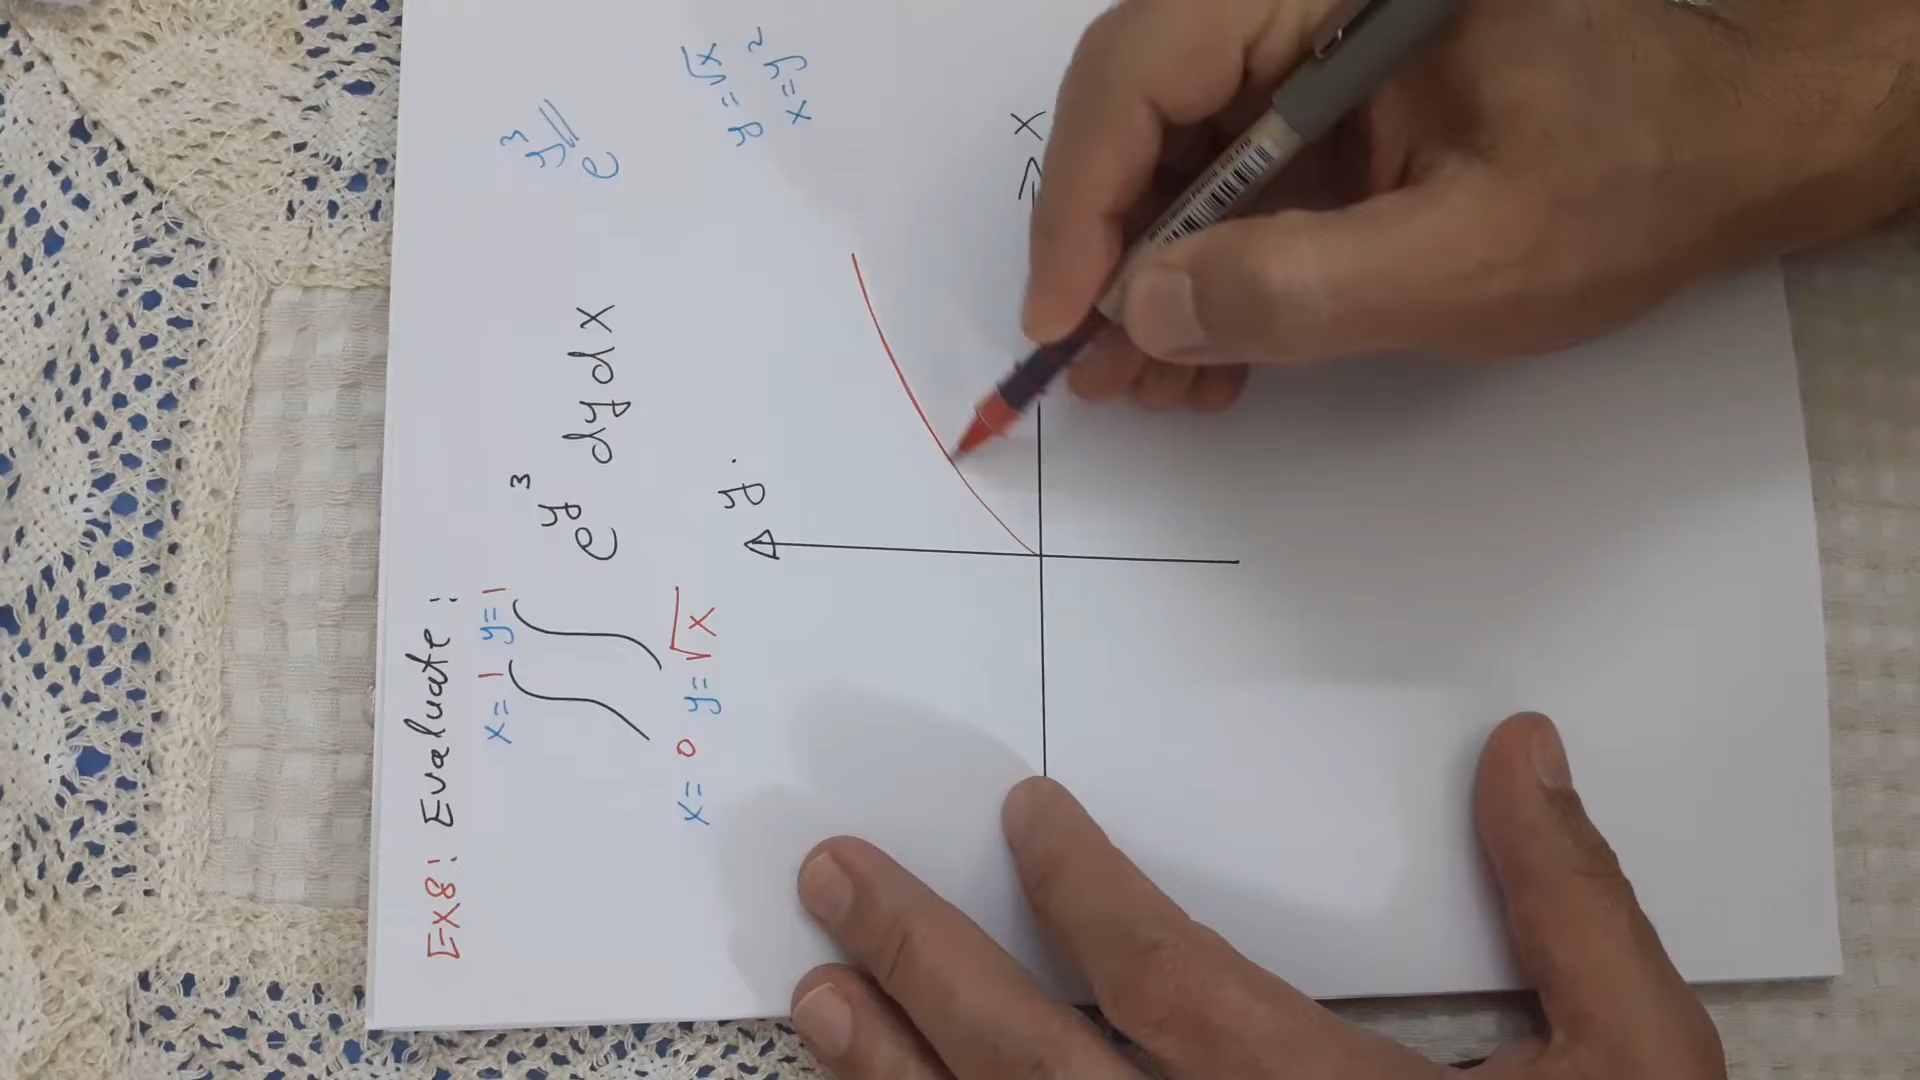 EX8: Evaluate:
x=1 y=1
∫∫ e^y^3 dy dx
x=0 y=√x
e^y^3
y=√x
x=y^2
y
x